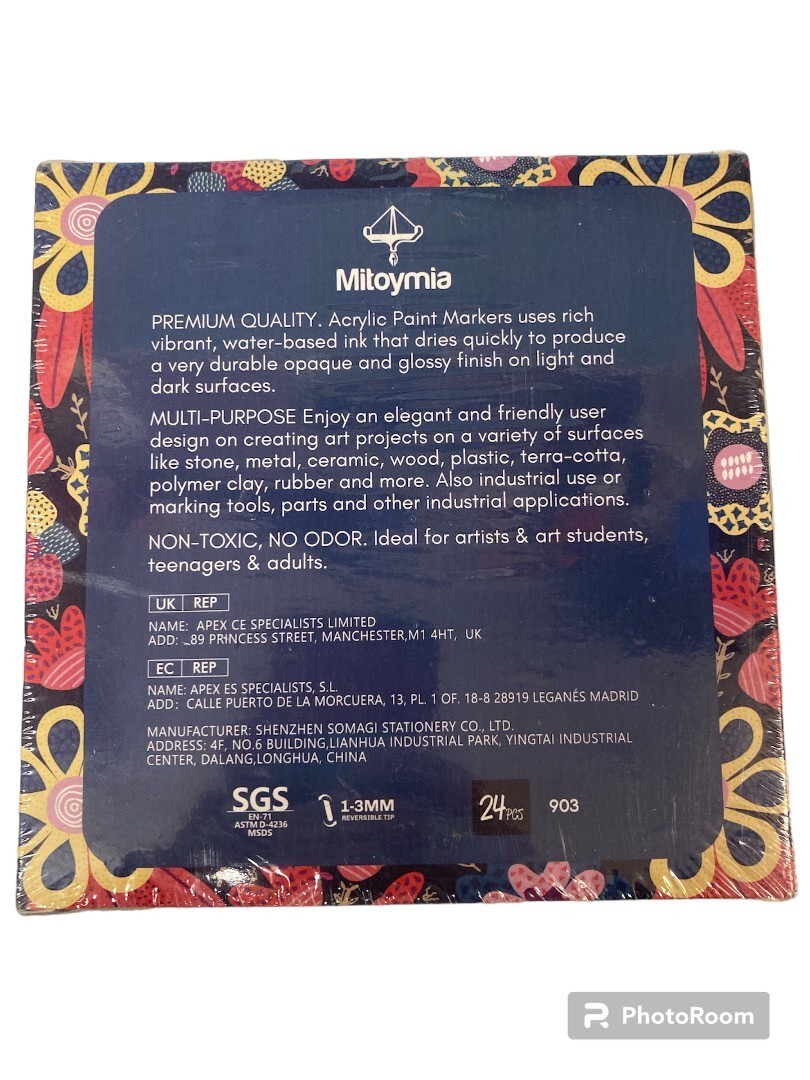 Mitoymia
PREMIUM QUALITY. Acrylic Paint Markers uses rich
vibrant, water-based ink that dries quickly to produce
a very durable opaque and glossy finish on light and
dark surfaces.
MULTI-PURPOSE Enjoy an elegant and friendly user
design on creating art projects on a variety of surfaces
like stone, metal, ceramic, wood, plastic, terra-cotta,
polymer clay, rubber and more. Also industrial use or
marking tools, parts and other industrial applications.
NON-TOXIC, NO ODOR. Ideal for artists & art students,
teenagers & adults.
UK REP
NAME: APEX CE SPECIALISTS LIMITED
ADD: 89 PRINCESS STREET, MANCHESTER,M1 4HT, UK
EC REP
NAME: APEX ES SPECIALISTS, S.L.
ADD: CALLE PUERTO DE LA MORCUERA, 13, PL. 1 OF. 18-8 28919 LEGANÉS MADRID
MANUFACTURER: SHENZHEN SOMAGI STATIONERY CO., LTD.
ADDRESS: 4F, NO.6 BUILDING,LIANHUA INDUSTRIAL PARK, YINGTAI INDUSTRIAL
CENTER, DALANG,LONGHUA, CHINA
SGS
EN-71
ASTM D-4236
MSDS
1-3MM
REVERSIBLE TIP
24 PCS
903
PhotoRoom